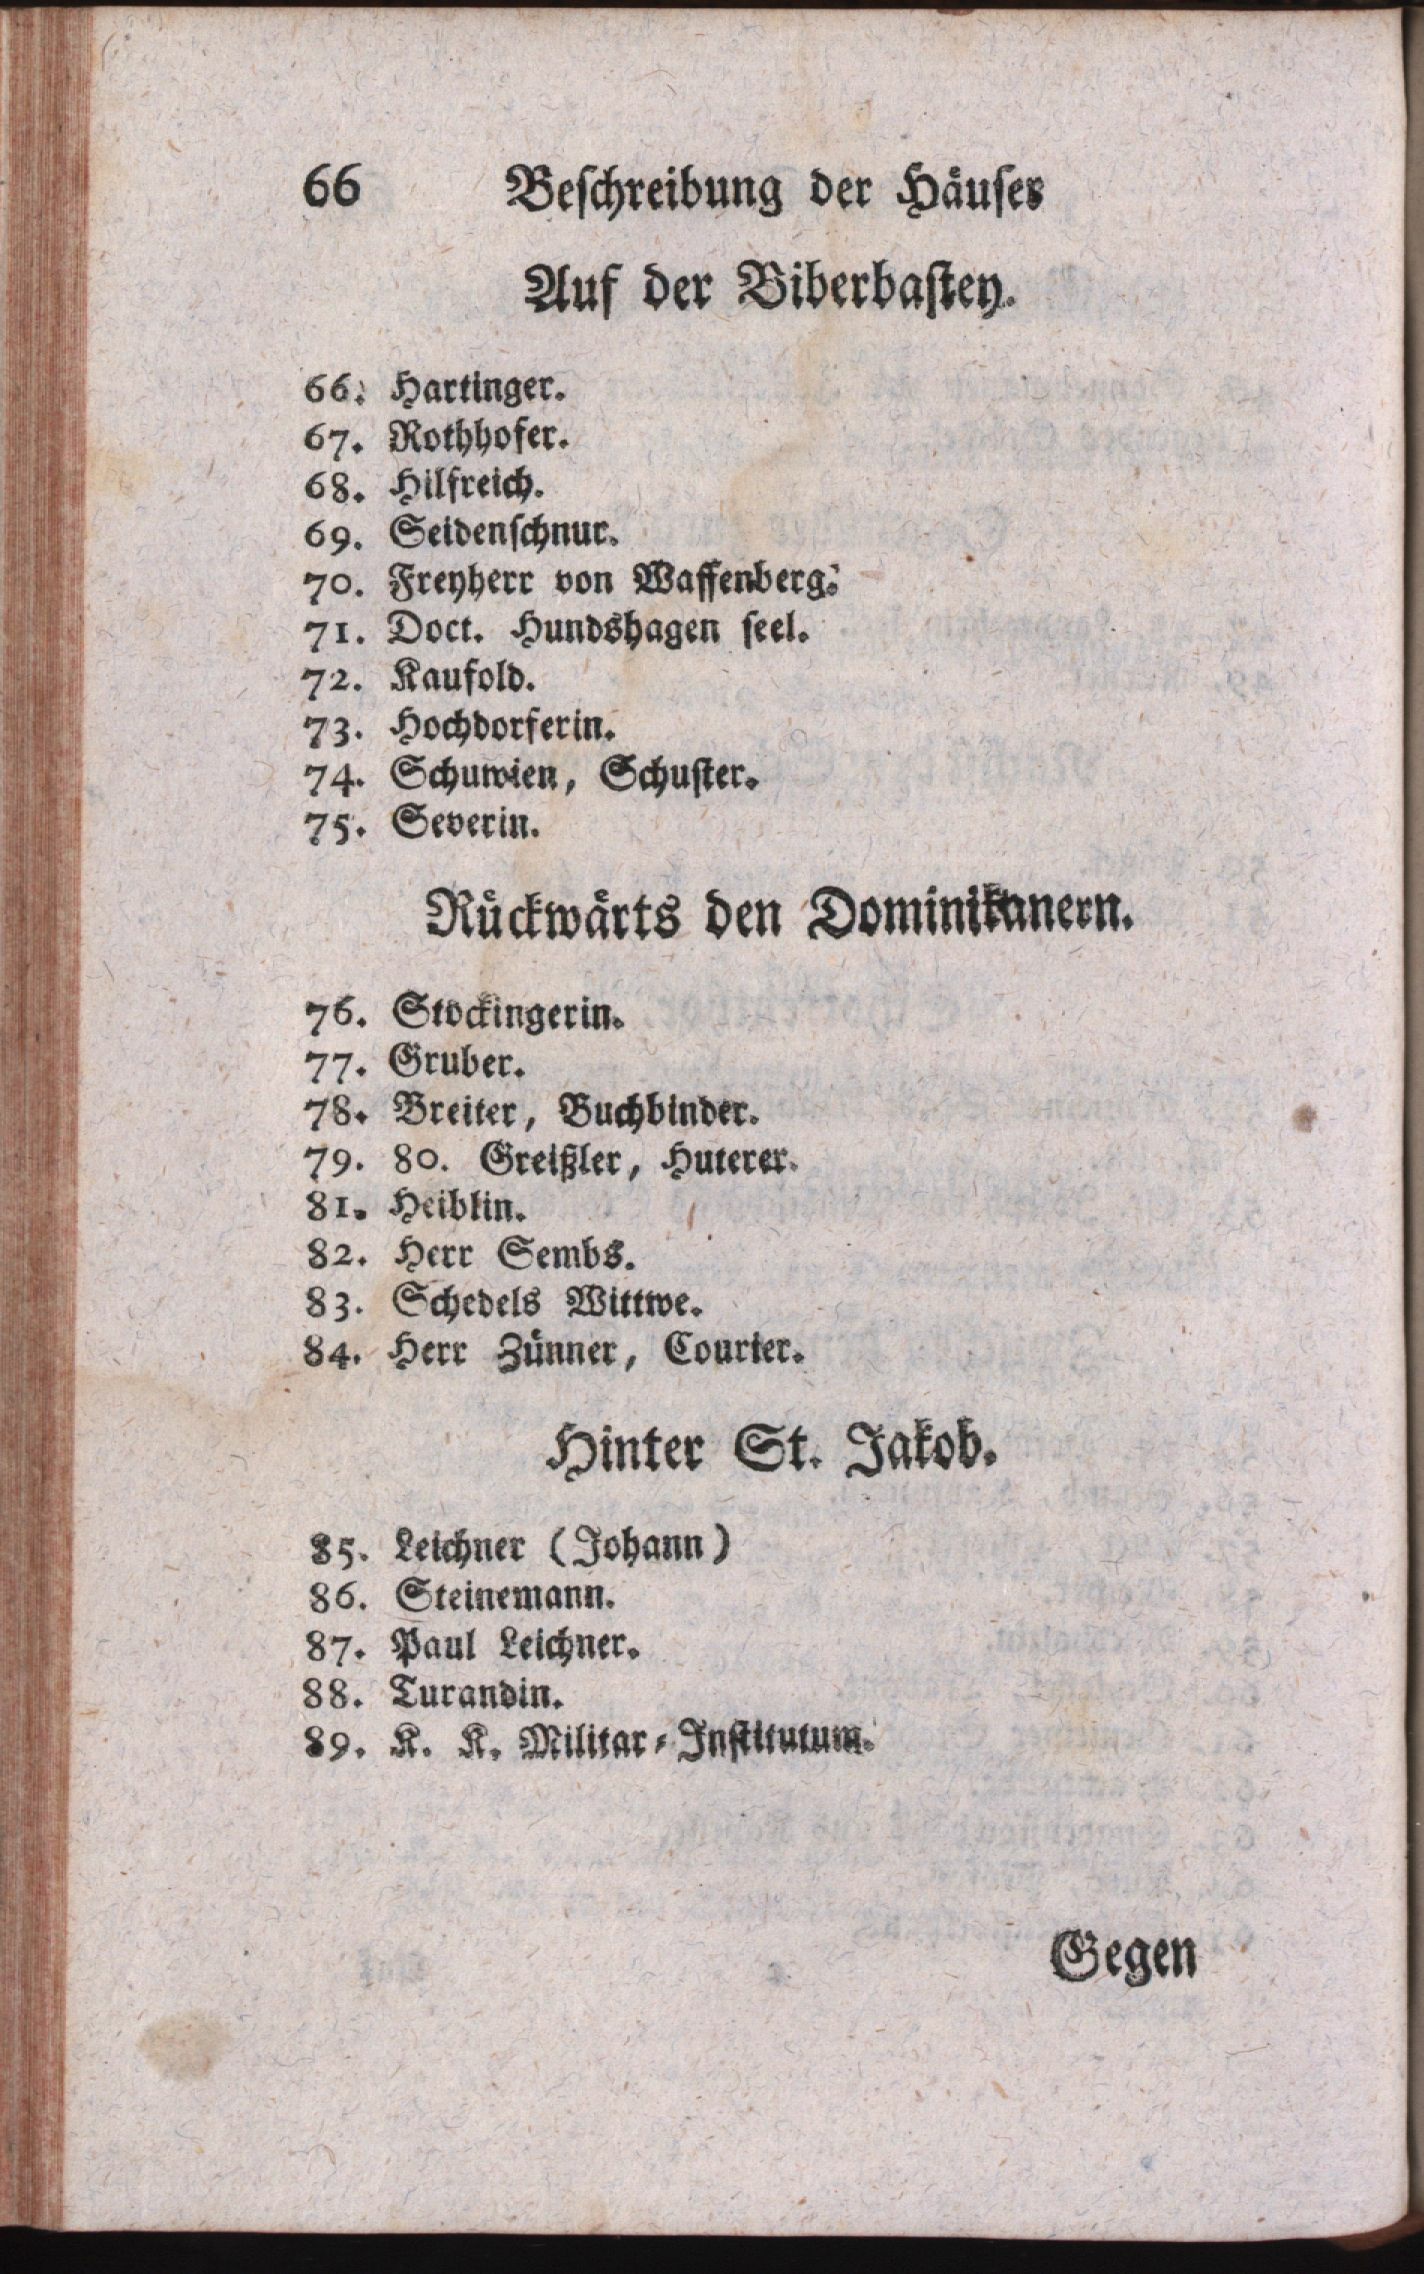 66 Beschreibung der Häuser
Auf der Biberbastey.
66. Hartinger.
67. Rothhofer.
68. Hilfreich.
69. Seidenschnur.
70. Freyherr von Waffenberg.
71. Doct. Hundshagen seel.
72. Kaufold.
73. Hochdorferin.
74. Schuwien, Schuster.
75. Severin.
Rückwärts den Dominikanern.
76. Stockingerin.
77. Gruber.
78. Breiter, Buchbinder.
79. 80. Greißler, Huterer.
81. Heiblin.
82. Herr Sembs.
83. Schedels Wittwe.
84. Herr Zünner, Courier.
Hinter St. Jakob.
85. Leichner (Johann)
86. Steinemann.
87. Paul Leichner.
88. Turandin.
89. K. K. Militar-Institutum.
Gegen